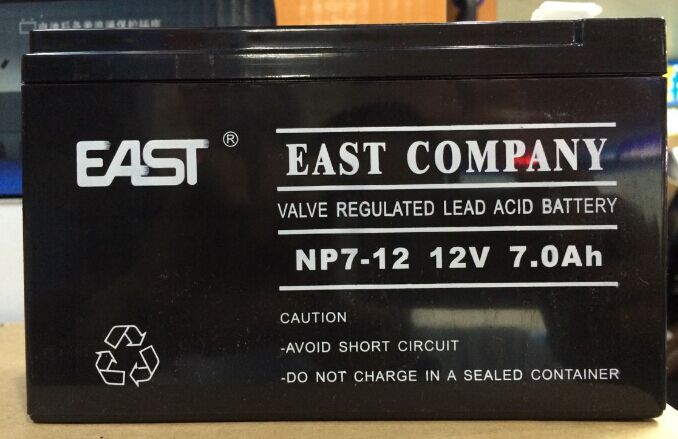 EAST ®
EAST COMPANY
VALVE REGULATED LEAD ACID BATTERY
NP7-12 12V 7.0Ah
CAUTION
-AVOID SHORT CIRCUIT
-DO NOT CHARGE IN A SEALED CONTAINER